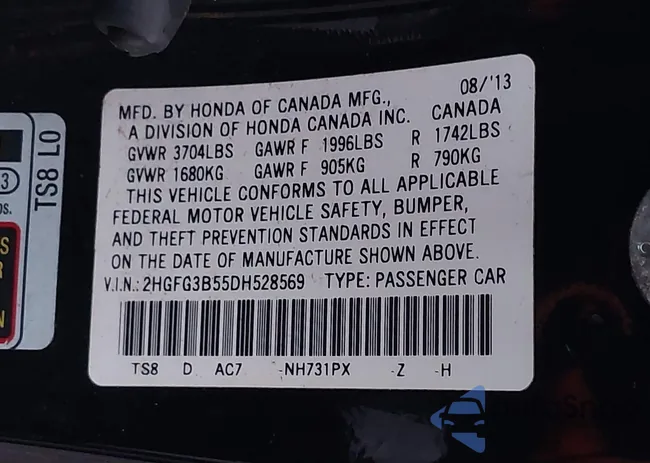 08/'13
MFD. BY HONDA OF CANADA MFG.,
A DIVISION OF HONDA CANADA INC. CANADA
GVWR 3704LBS GAWR F 1996LBS R 1742LBS
GVWR 1680KG GAWR F 905KG R 790KG
THIS VEHICLE CONFORMS TO ALL APPLICABLE
FEDERAL MOTOR VEHICLE SAFETY, BUMPER,
AND THEFT PREVENTION STANDARDS IN EFFECT
ON THE DATE OF MANUFACTURE SHOWN ABOVE.
V.I.N.: 2HGFG3B55DH528569 TYPE: PASSENGER CAR
TS8 D AC7 -NH731PX -Z -H
TS8 LO